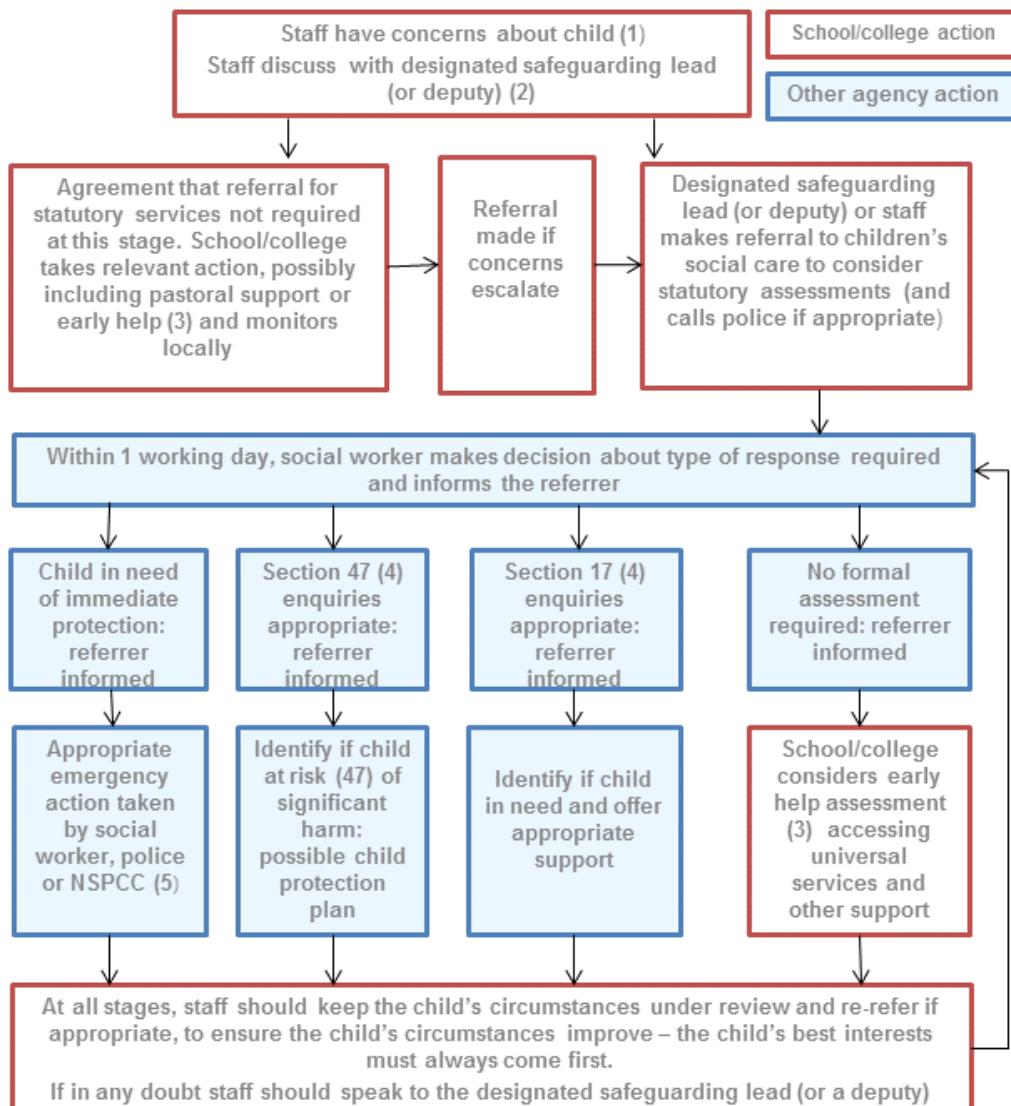 Staff have concerns about child (1)
Staff discuss with designated safeguarding lead
(or deputy) (2)
School/college action
Other agency action
Agreement that referral for
statutory services not required
at this stage. School/college
takes relevant action, possibly
including pastoral support or
early help (3) and monitors
locally
Referral
made if
concerns
escalate
Designated safeguarding
lead (or deputy) or staff
makes referral to children’s
social care to consider
statutory assessments (and
calls police if appropriate)
Within 1 working day, social worker makes decision about type of response required
and informs the referrer
Child in need
of immediate
protection:
referrer
informed
Section 47 (4)
enquiries
appropriate:
referrer
informed
Section 17 (4)
enquiries
appropriate:
referrer
informed
No formal
assessment
required: referrer
informed
Appropriate
emergency
action taken
by social
worker, police
or NSPCC (5)
Identify if child
at risk (47) of
significant
harm:
possible child
protection
plan
Identify if child
in need and offer
appropriate
support
School/college
considers early
help assessment
(3) accessing
universal
services and
other support
At all stages, staff should keep the child’s circumstances under review and re-refer if
appropriate, to ensure the child’s circumstances improve – the child’s best interests
must always come first.
If in any doubt staff should speak to the designated safeguarding lead (or a deputy)